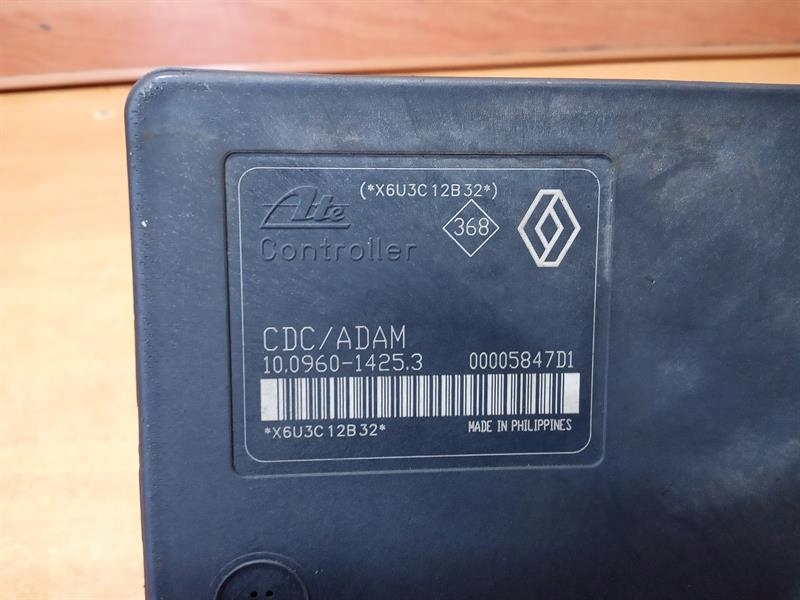 (*X6U3C12B32*)
Ate
368
Controller
CDC/ADAM
10.0960-1425.3 00005847D1
*X6U3C12B32*
MADE IN PHILIPPINES